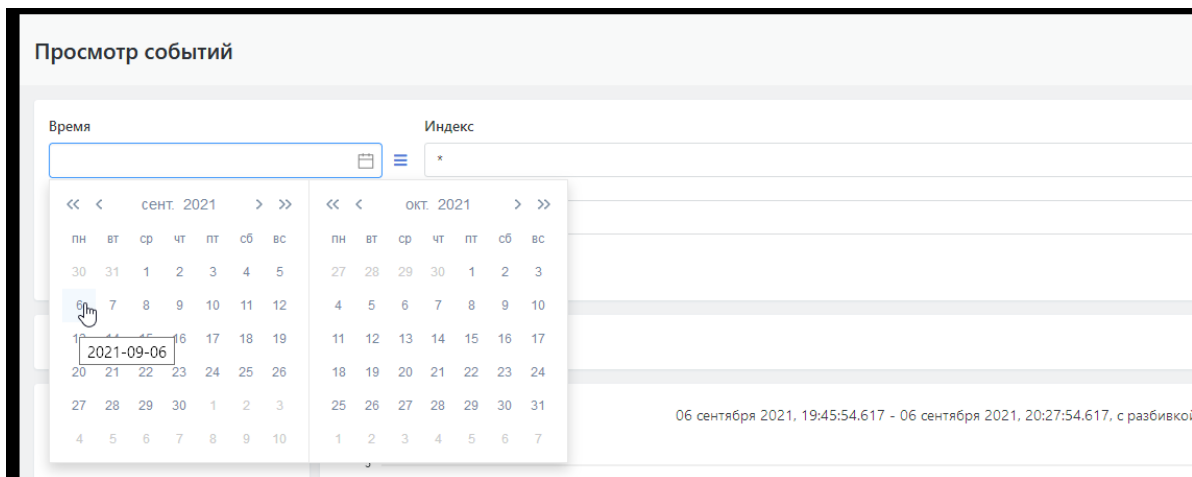 Просмотр событий
Время Индекс
*
сент. 2021 окт. 2021
пн вт ср чт пт сб вс пн вт ср чт пт сб вс
30 31 1 2 3 4 5 27 28 29 30 1 2 3
6 7 8 9 10 11 12 4 5 6 7 8 9 10
16 17 18 19 11 12 13 14 15 16 17
2021-09-06
20 21 22 23 24 25 26 18 19 20 21 22 23 24
27 28 29 30 1 2 3 25 26 27 28 29 30 31
06 сентября 2021, 19:45:54.617 - 06 сентября 2021, 20:27:54.617, с разбивкой
4 5 6 7 8 9 10 1 2 3 4 5 6 7